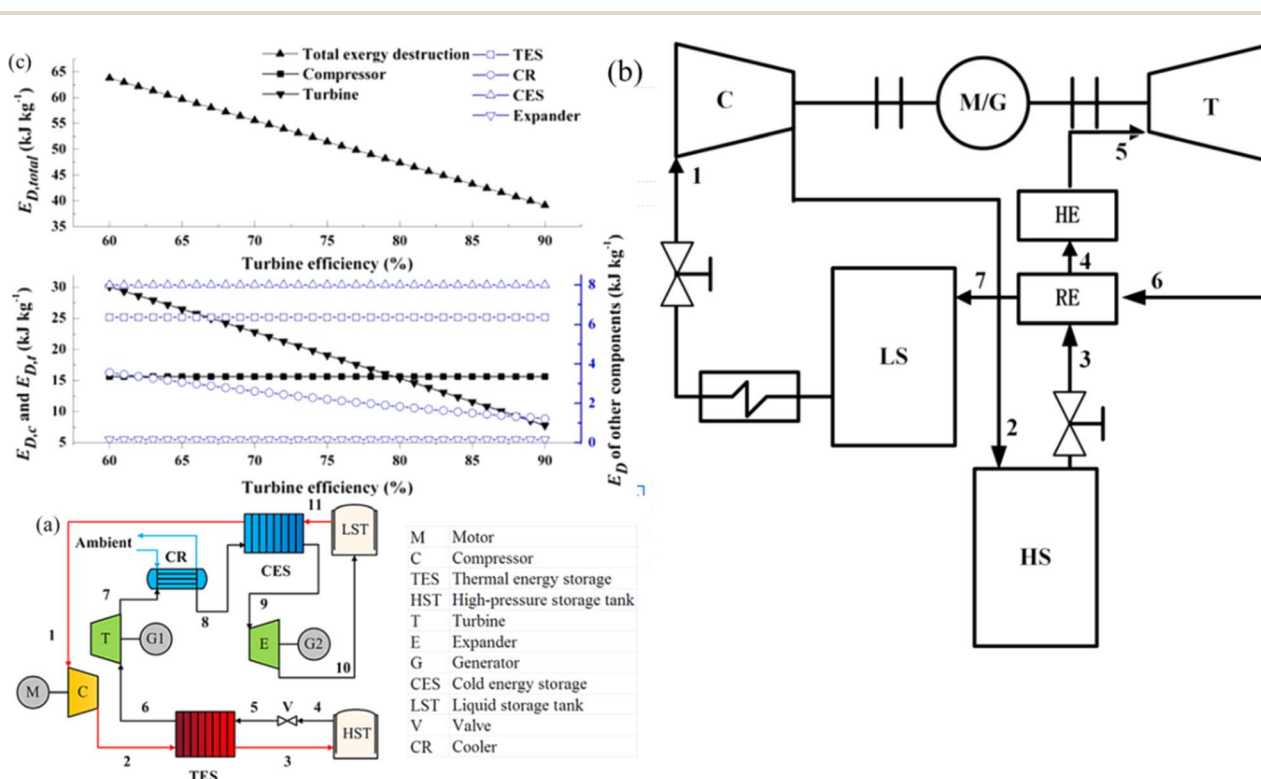 (c)
Total exergy destruction
Compressor
Turbine
TES
CR
CES
Expander
E_{D,total} (kJ kg⁻¹)
65
60
55
50
45
40
35
60 65 70 75 80 85 90
Turbine efficiency (%)
E_{D,c} and E_{D,t} (kJ kg⁻¹)
30
25
20
15
10
5
8
6
4
2
0
E_D of other components (kJ kg⁻¹)
60 65 70 75 80 85 90
Turbine efficiency (%)
(a)
Ambient
CR
CES
11
LST
7
8
9
T
G1
E
G2
10
1
M
C
6
5
V
4
2
TES
3
HST
M Motor
C Compressor
TES Thermal energy storage
HST High-pressure storage tank
T Turbine
E Expander
G Generator
CES Cold energy storage
LST Liquid storage tank
V Valve
CR Cooler
(b)
C
M/G
T
1
5
HE
4
7
RE
6
LS
3
2
HS